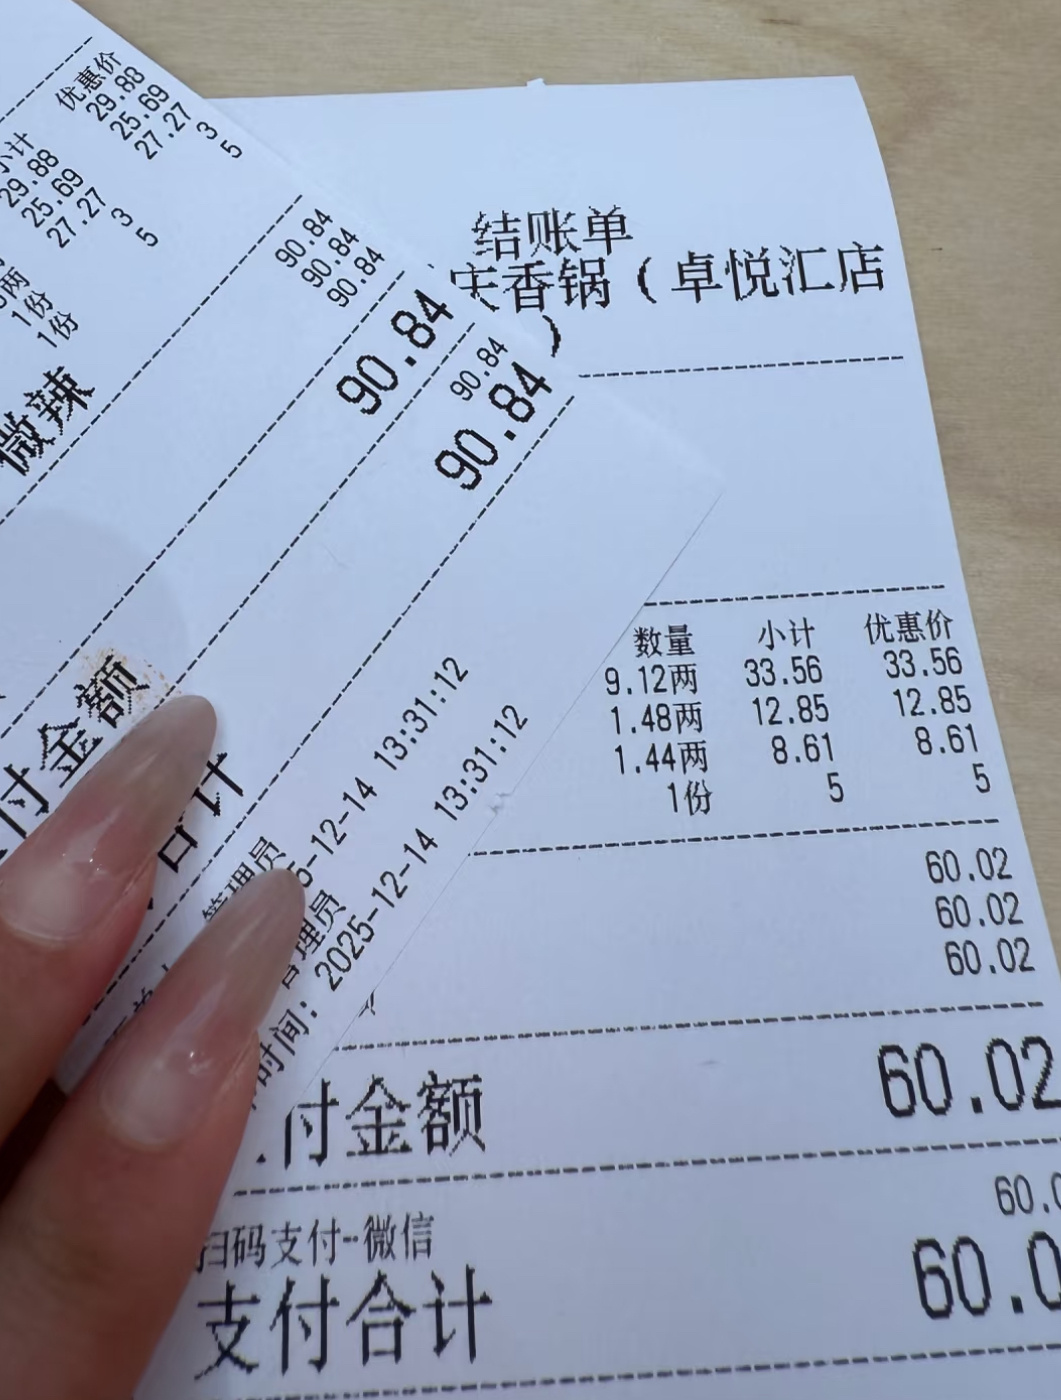 优惠价
小计 29.88
29.88 25.69
25.69 27.27
27.27 3
3 5
5
1份
1份
微辣
90.84
90.84
90.84
90.84
90.84
90.84
付金额
合计
管理员
-12-14 13:31:12
管理员
时间: 2025-12-14 13:31:12
结账单
香锅(卓悦汇店
)
数量 小计 优惠价
9.12两 33.56 33.56
1.48两 12.85 12.85
1.44两 8.61 8.61
1份 5 5
60.02
60.02
60.02
付金额 60.02
60.0
扫码支付--微信
支付合计 60.0